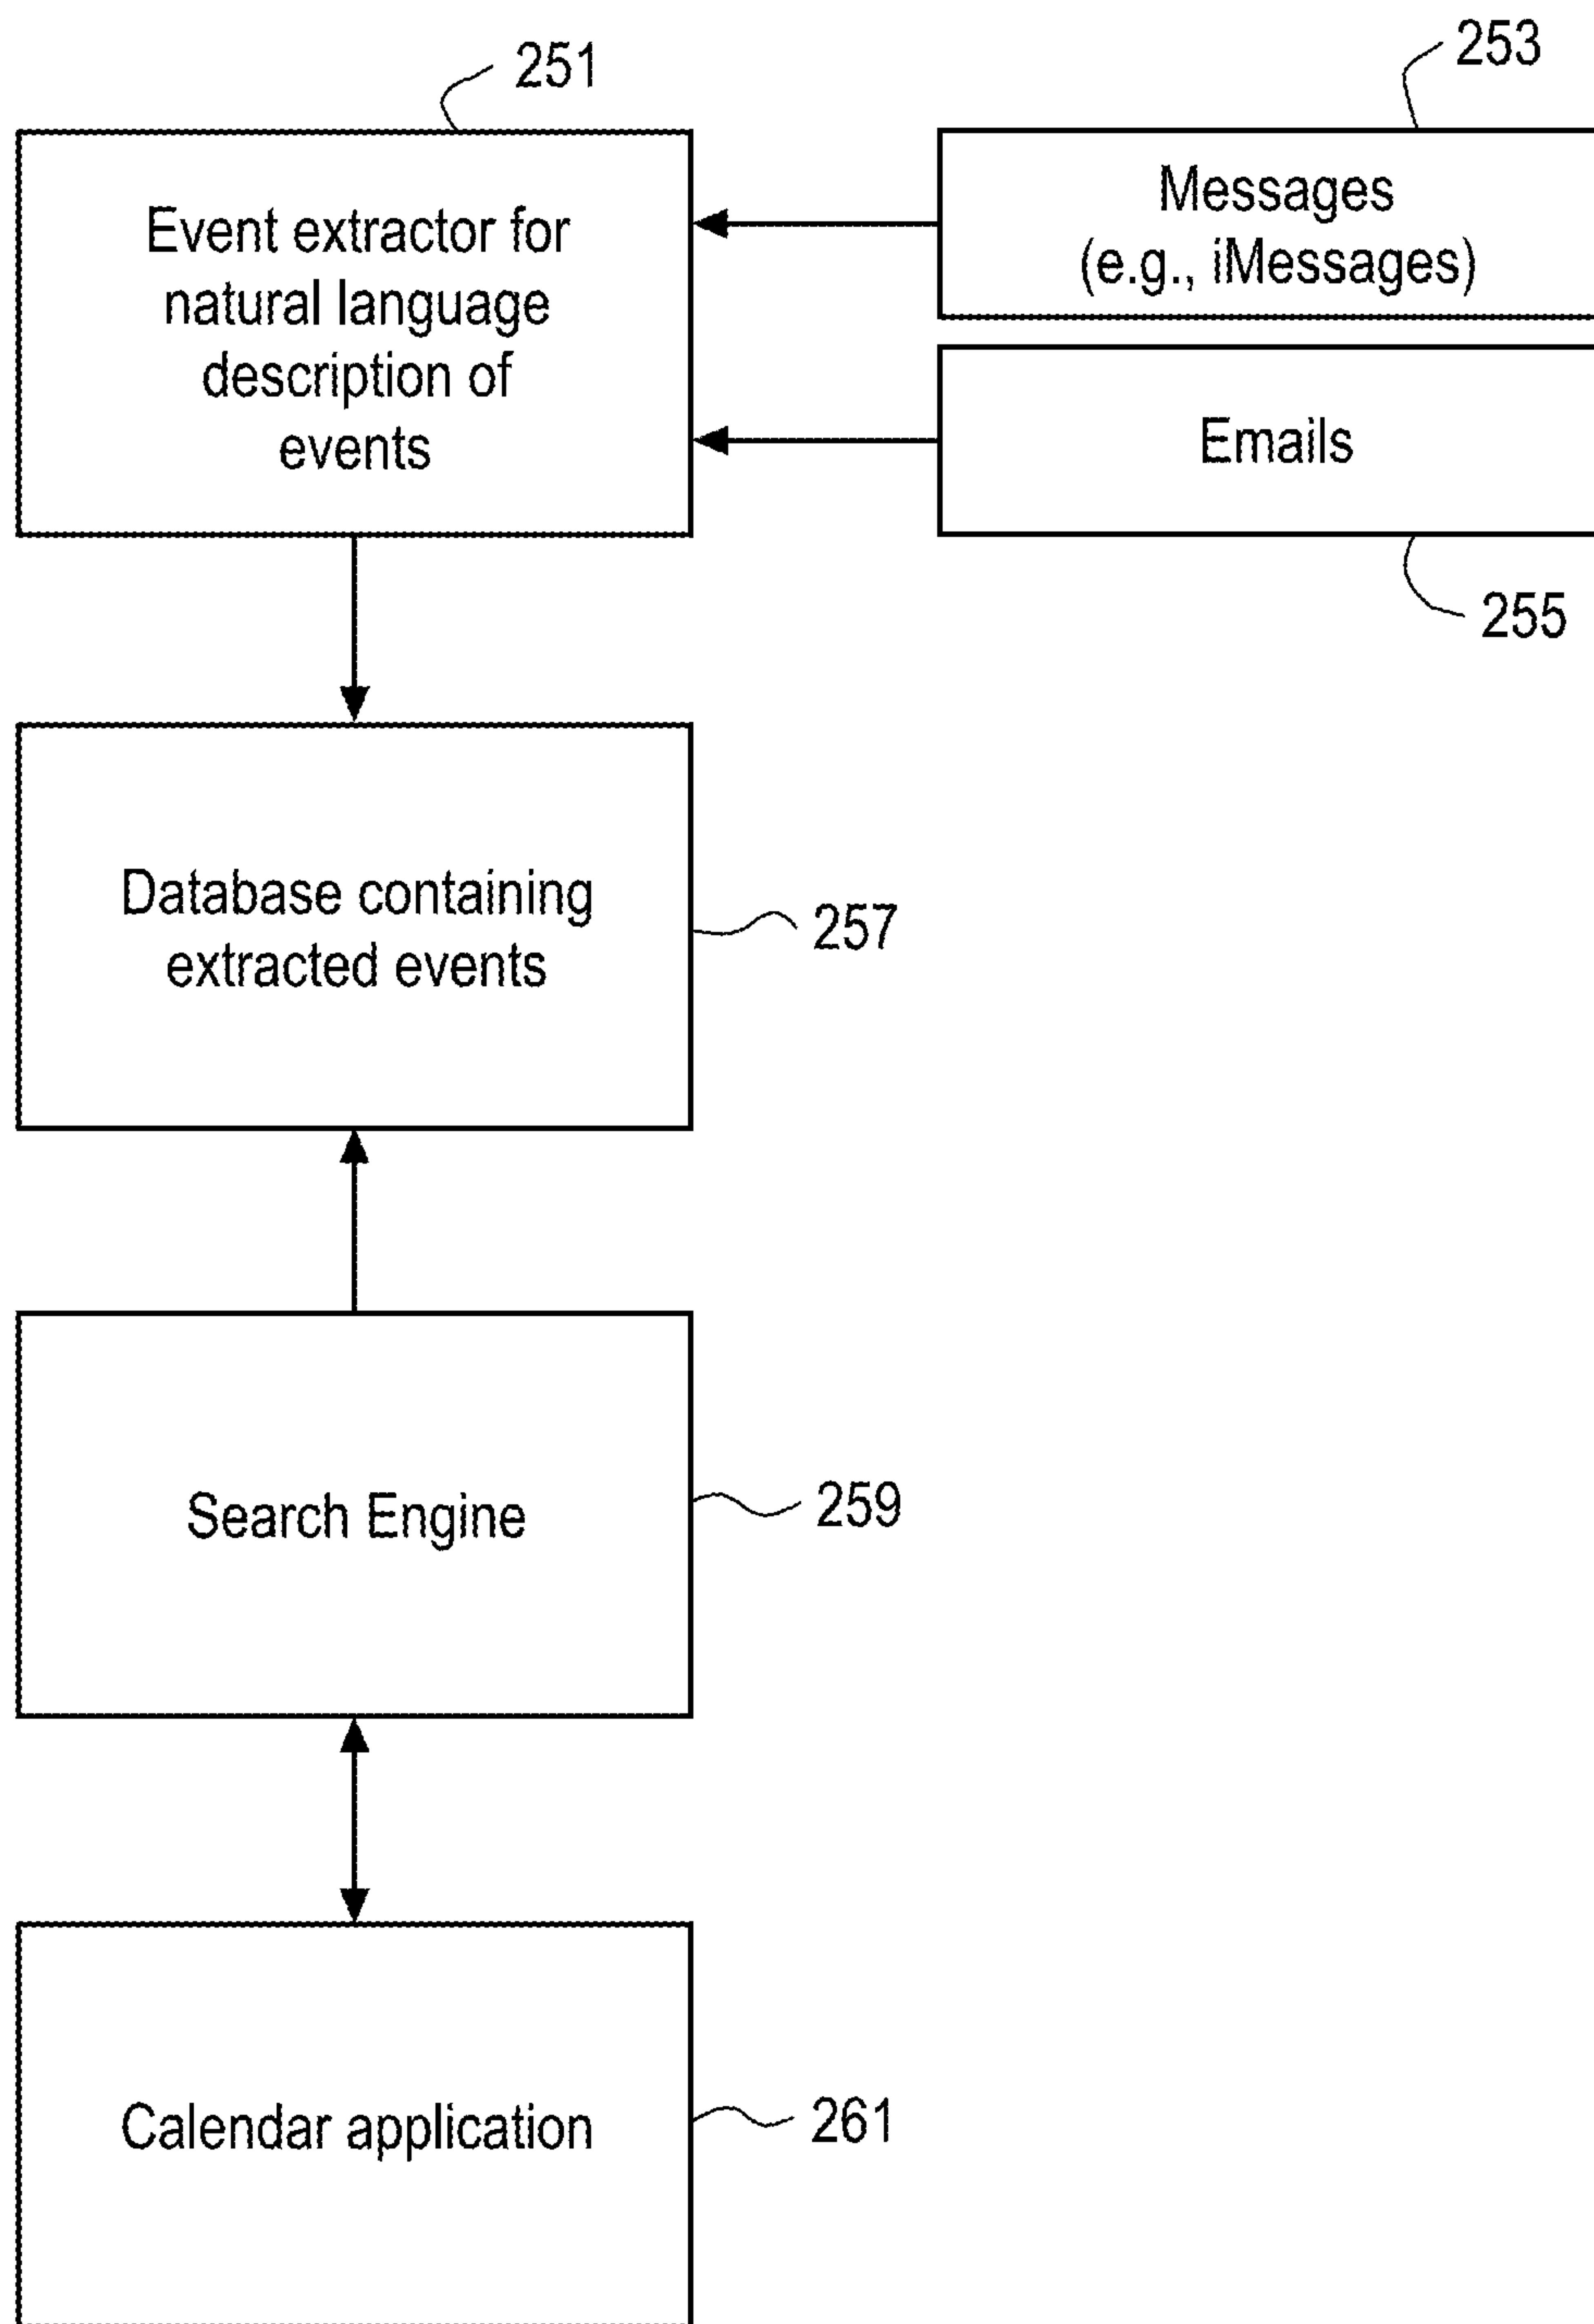 251
253
Event extractor for
natural language
description of
events
Messages
(e.g., iMessages)
Emails
255
Database containing
extracted events
257
Search Engine
259
Calendar application
261